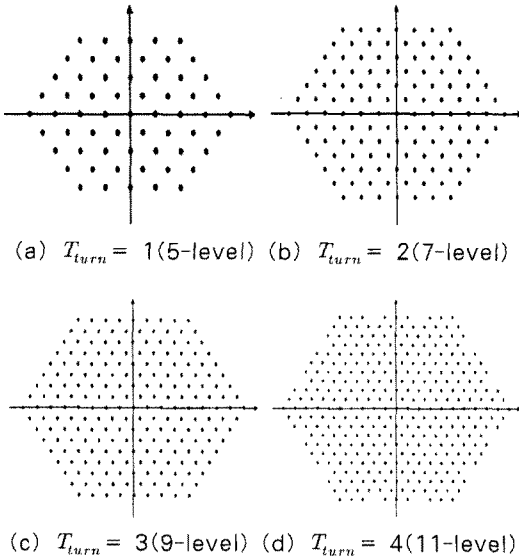 (a) T_turn = 1(5-level) (b) T_turn = 2(7-level)
(c) T_turn = 3(9-level) (d) T_turn = 4(11-level)